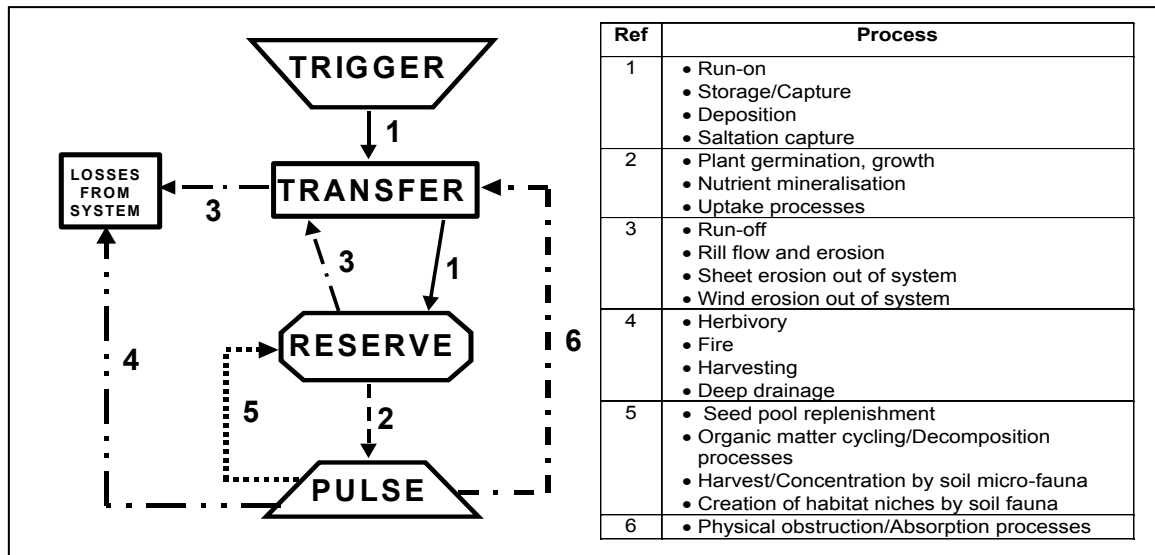 TRIGGER
1
LOSSES
FROM
SYSTEM
3
TRANSFER
3
1
RESERVE
6
4
5
2
PULSE
Ref Process
1 • Run-on
• Storage/Capture
• Deposition
• Saltation capture
2 • Plant germination, growth
• Nutrient mineralisation
• Uptake processes
3 • Run-off
• Rill flow and erosion
• Sheet erosion out of system
• Wind erosion out of system
4 • Herbivory
• Fire
• Harvesting
• Deep drainage
5 • Seed pool replenishment
• Organic matter cycling/Decomposition
processes
• Harvest/Concentration by soil micro-fauna
• Creation of habitat niches by soil fauna
6 • Physical obstruction/Absorption processes